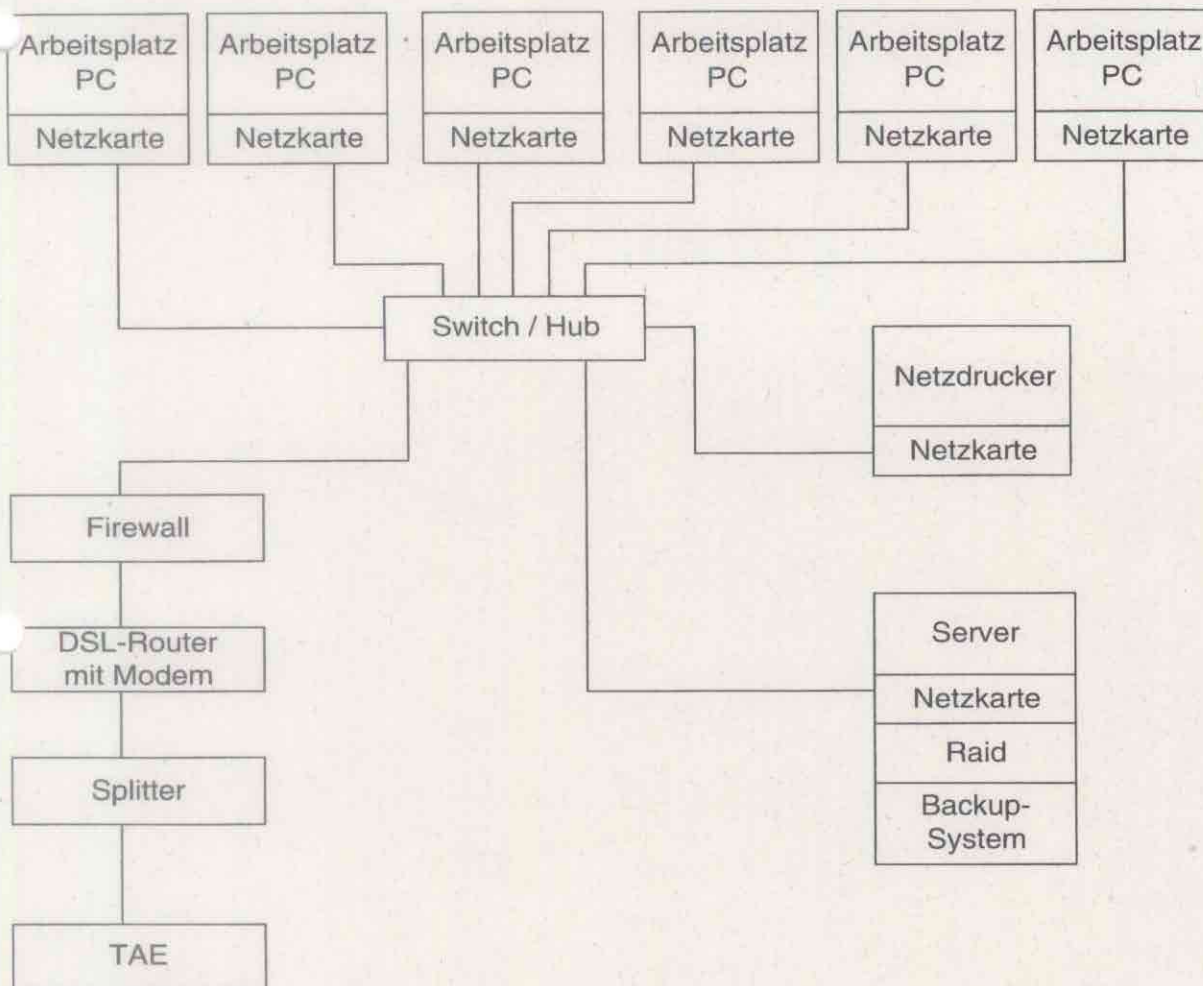 Arbeitsplatz
PC
Netzkarte
Arbeitsplatz
PC
Netzkarte
Arbeitsplatz
PC
Netzkarte
Arbeitsplatz
PC
Netzkarte
Arbeitsplatz
PC
Netzkarte
Arbeitsplatz
PC
Netzkarte
Switch / Hub
Netzdrucker
Netzkarte
Firewall
DSL-Router
mit Modem
Splitter
TAE
Server
Netzkarte
Raid
Backup-
System